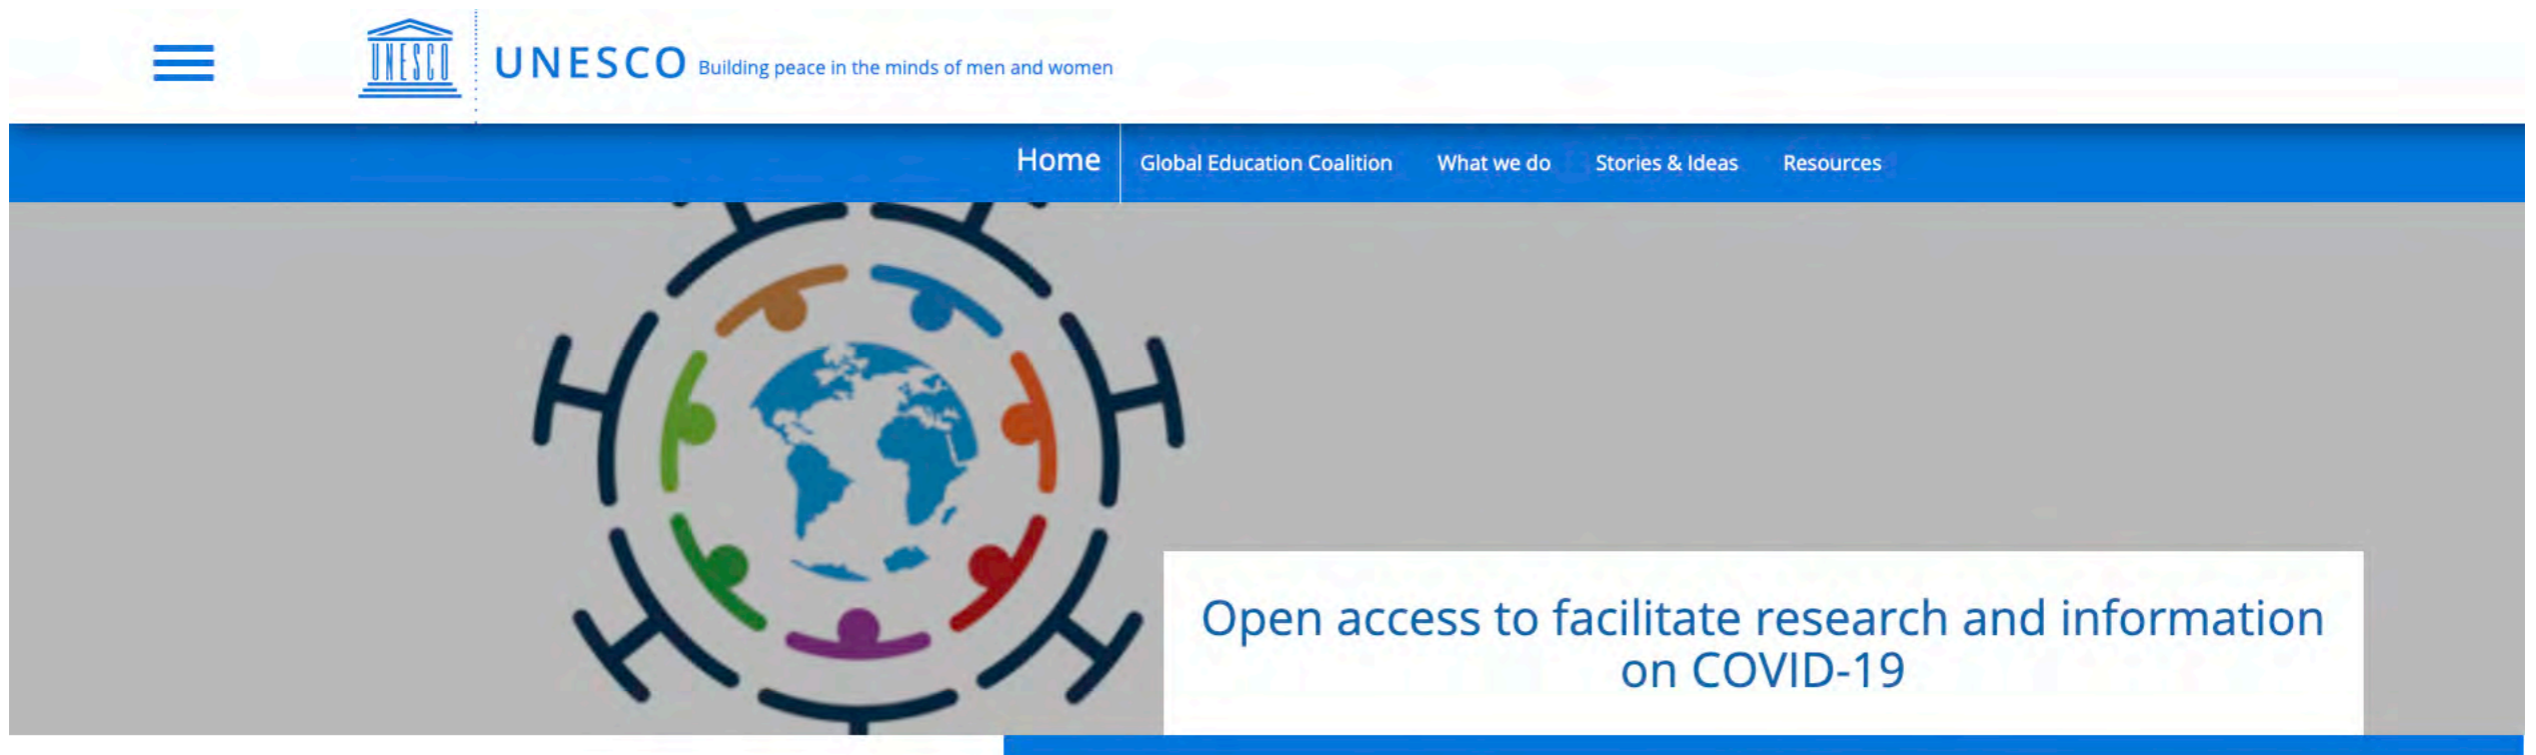 UNESCO
UNESCO Building peace in the minds of men and women
Home Global Education Coalition What we do Stories & Ideas Resources
Open access to facilitate research and information
on COVID-19